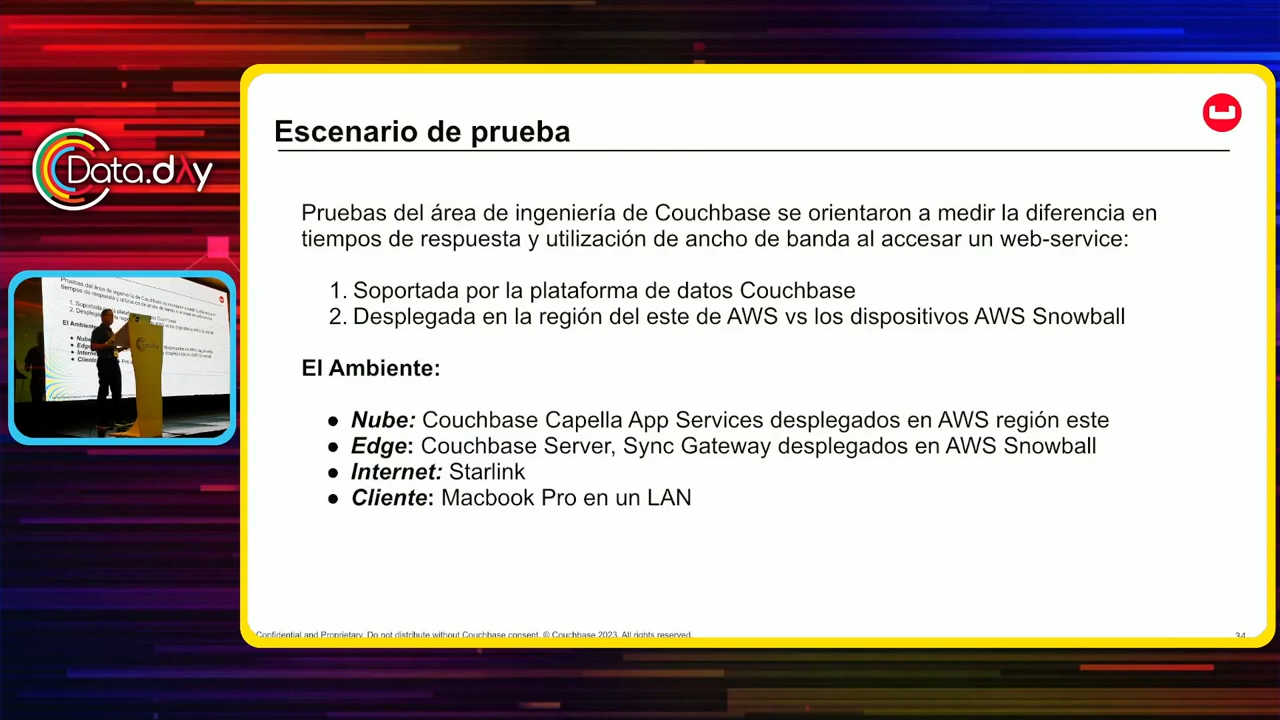 Escenario de prueba
Data.dAy
Pruebas del área de ingeniería de Couchbase se orientaron a medir la diferencia en
tiempos de respuesta y utilización de ancho de banda al accesar un web-service:
1. Soportada por la plataforma de datos Couchbase
2. Desplegada en la región del este de AWS vs los dispositivos AWS Snowball
El Ambiente:
● Nube: Couchbase Capella App Services desplegados en AWS región este
● Edge: Couchbase Server, Sync Gateway desplegados en AWS Snowball
● Internet: Starlink
● Cliente: Macbook Pro en un LAN
Confidential and Proprietary. Do not distribute without Couchbase consent. © Couchbase 2023. All rights reserved.
34